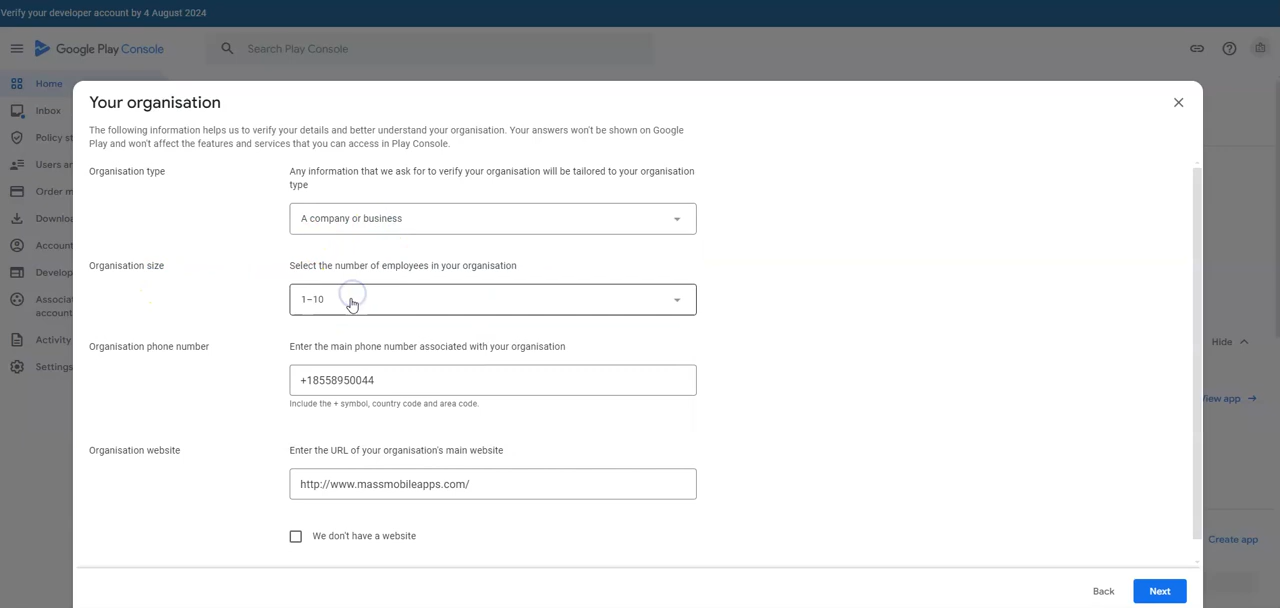 Verify your developer account by 4 August 2024
Google Play Console
Search Play Console
Home
Inbox
Policy st
Users an
Order m
Downloa
Account
Develop
Associa
account
Activity
Settings
Your organisation
The following information helps us to verify your details and better understand your organisation. Your answers won't be shown on Google
Play and won't affect the features and services that you can access in Play Console.
Organisation type
Any information that we ask for to verify your organisation will be tailored to your organisation
type
A company or business
Organisation size
Select the number of employees in your organisation
1–10
Organisation phone number
Enter the main phone number associated with your organisation
+18558950044
Include the + symbol, country code and area code.
Organisation website
Enter the URL of your organisation's main website
http://www.massmobileapps.com/
We don't have a website
Hide
View app
Create app
Back
Next